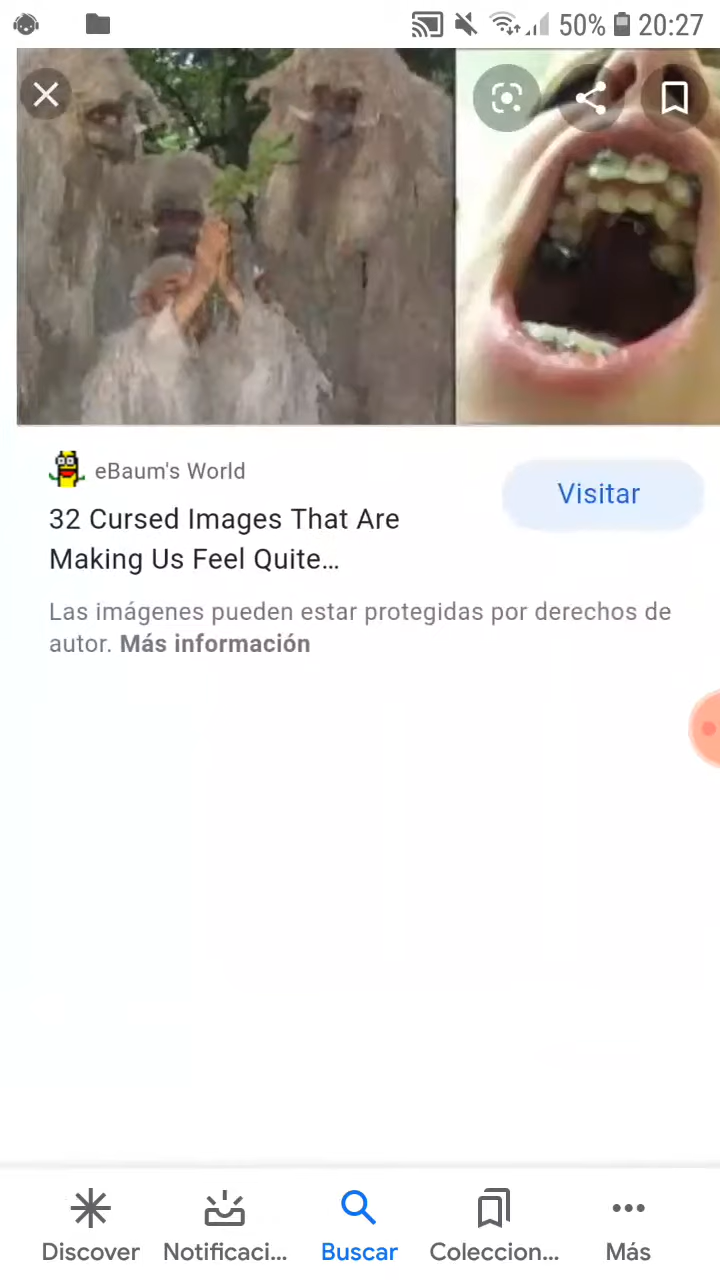 50% 20:27
eBaum's World
Visitar
32 Cursed Images That Are
Making Us Feel Quite...
Las imágenes pueden estar protegidas por derechos de
autor. Más información
Discover Notificaci... Buscar Coleccion... Más